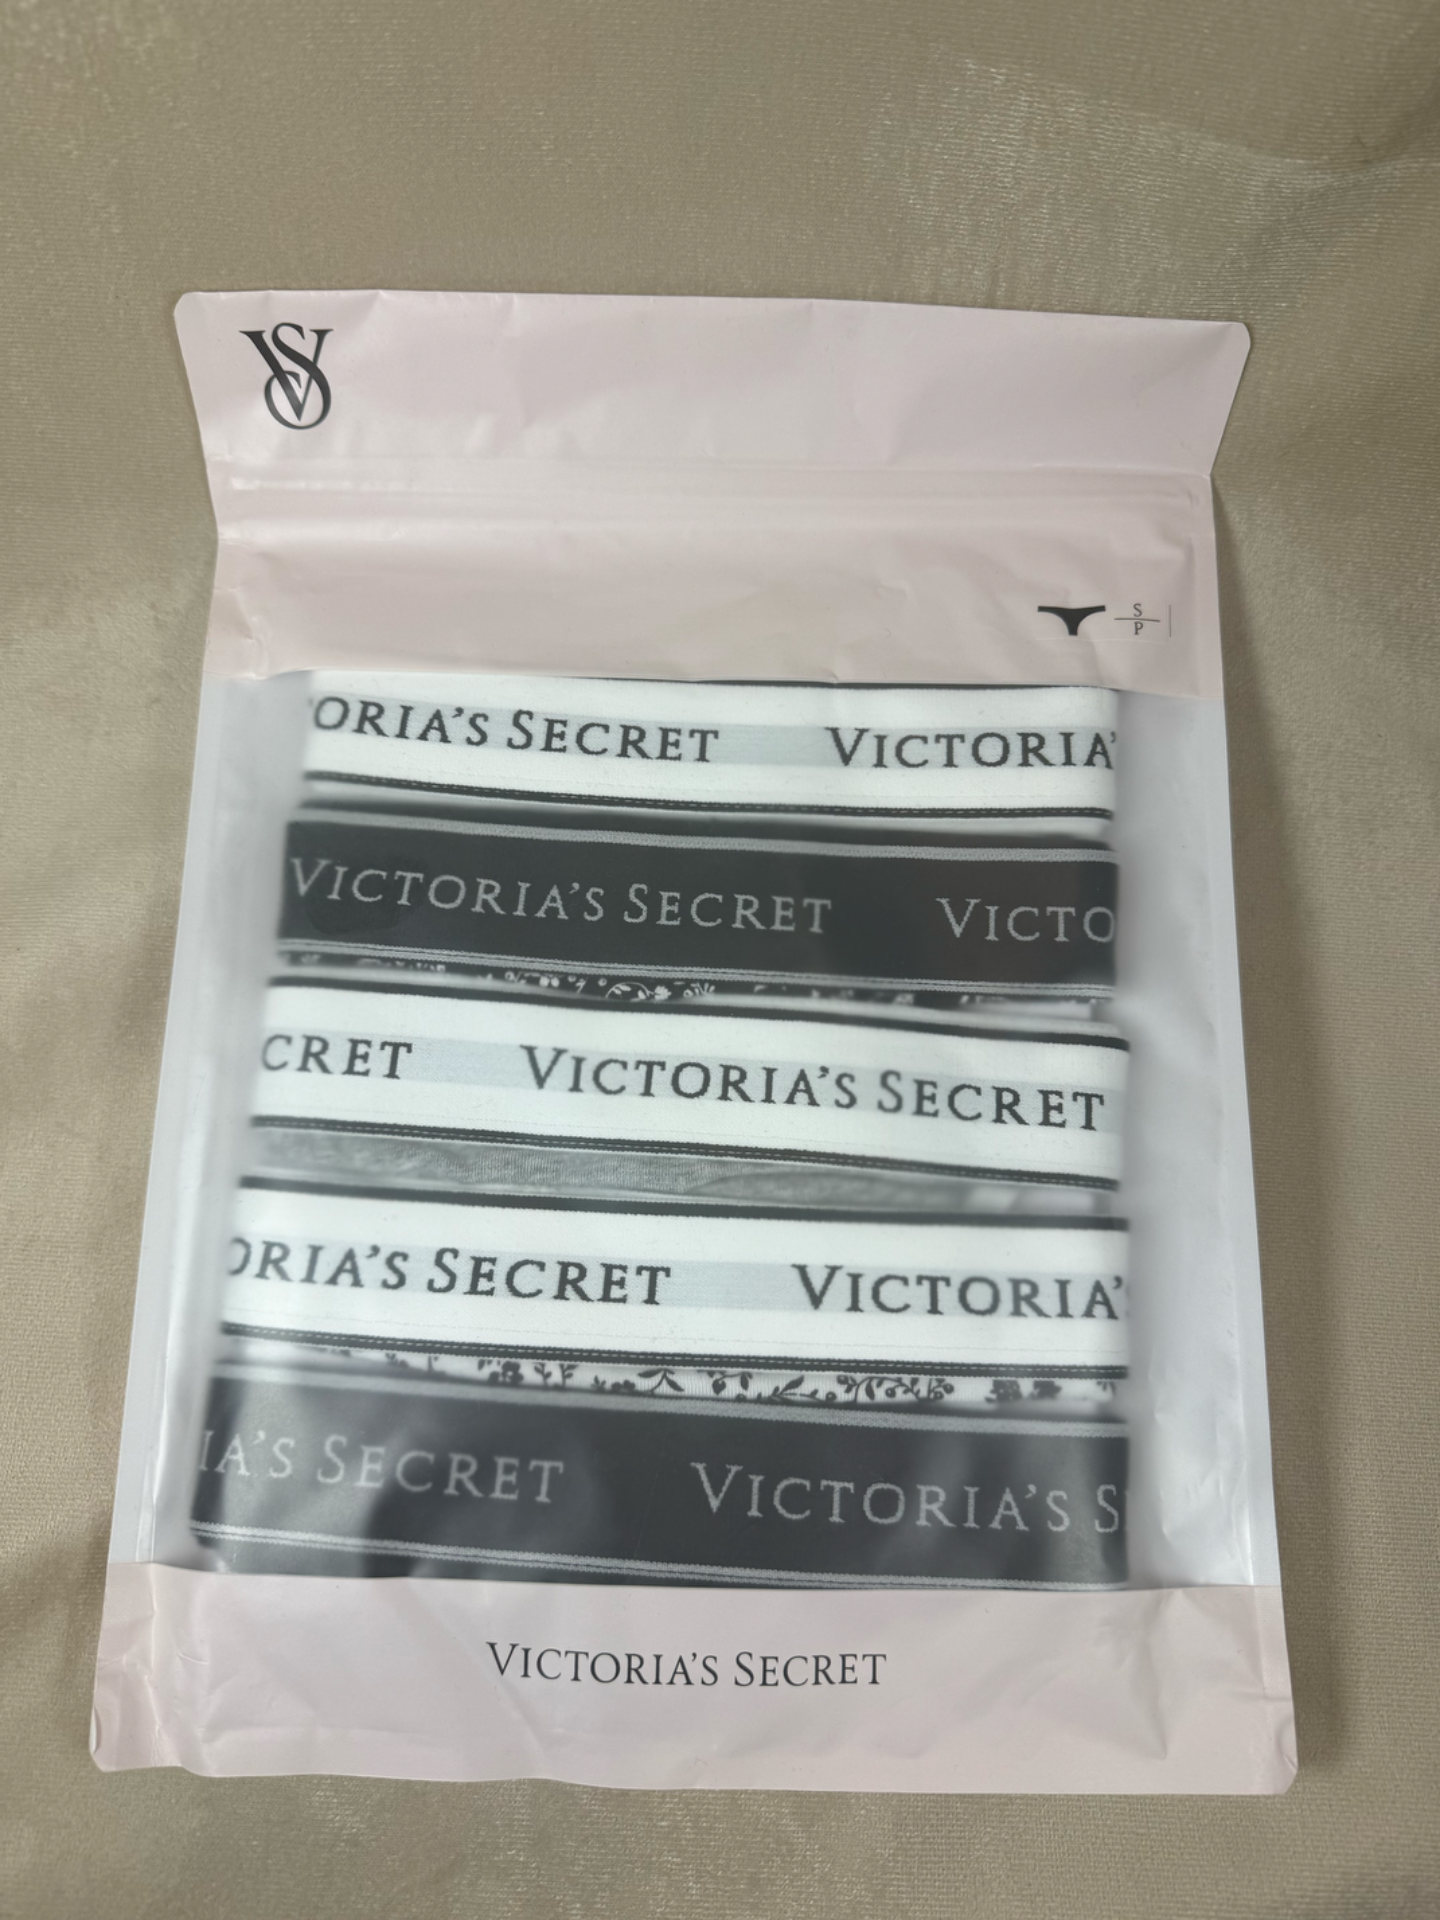 VS
S
P
ORIA'S SECRET VICTORIA'
VICTORIA'S SECRET VICTO
CRET VICTORIA'S SECRET
ORIA'S SECRET VICTORIA'S
IA'S SECRET VICTORIA'S S
VICTORIA'S SECRET